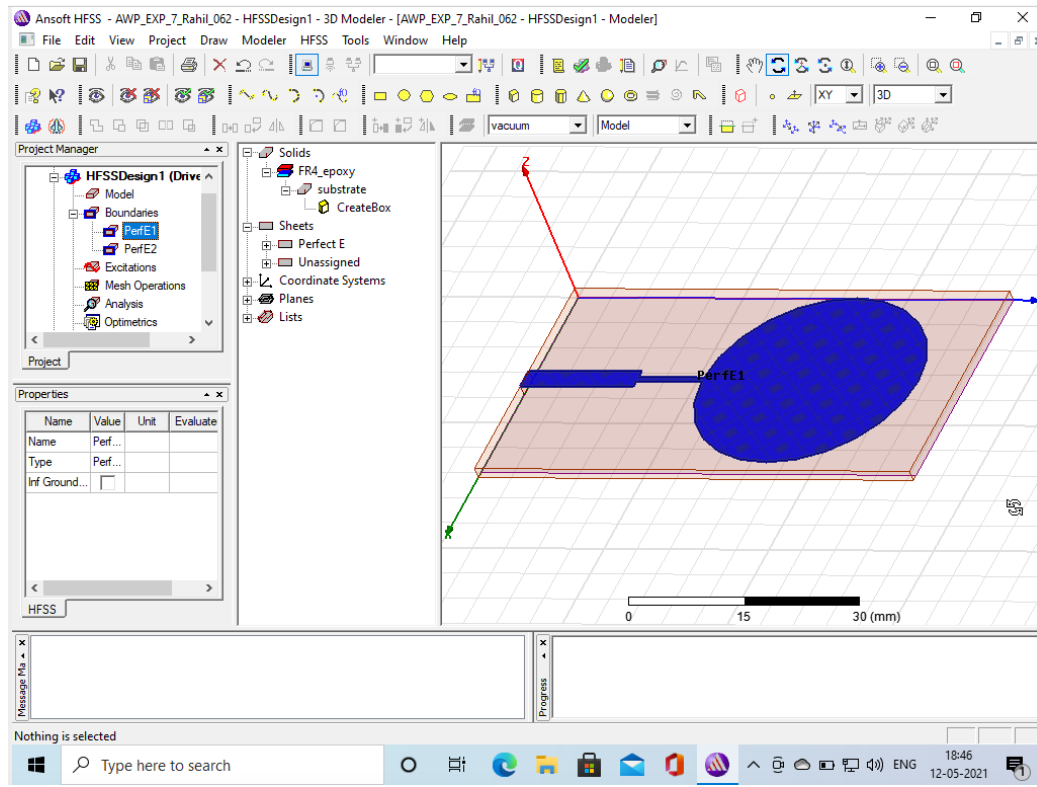 Ansoft HFSS - AWP_EXP_7_Rahil_062 - HFSSDesign1 - 3D Modeler - [AWP_EXP_7_Rahil_062 - HFSSDesign1 - Modeler]
File Edit View Project Draw Modeler HFSS Tools Window Help
XY 3D
vacuum Model
Project Manager
HFSSDesign1 (Drive
Model
Boundaries
PerfE1
PerfE2
Excitations
Mesh Operations
Analysis
Optimetrics
Project
Properties
Name Value Unit Evaluate
Name Perf...
Type Perf...
Inf Ground...
HFSS
Solids
FR4_epoxy
substrate
CreateBox
Sheets
Perfect E
Unassigned
Coordinate Systems
Planes
Lists
Z
PerfE1
X
0 15 30 (mm)
Message Ma
Progress
Nothing is selected
Type here to search
ENG
18:46
12-05-2021
1